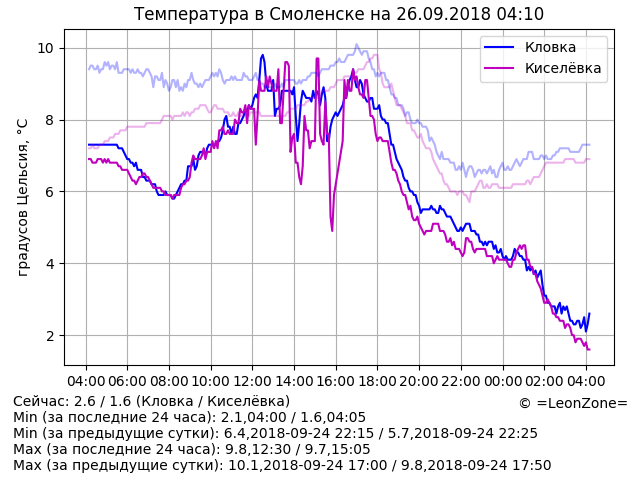 Температура в Смоленске на 26.09.2018 04:10
градусов Цельсия, °C
10
8
6
4
2
Кловка
Киселёвка
04:00 06:00 08:00 10:00 12:00 14:00 16:00 18:00 20:00 22:00 00:00 02:00 04:00
Сейчас: 2.6 / 1.6 (Кловка / Киселёвка)
© =LeonZone=
Min (за последние 24 часа): 2.1,04:00 / 1.6,04:05
Min (за предыдущие сутки): 6.4,2018-09-24 22:15 / 5.7,2018-09-24 22:25
Max (за последние 24 часа): 9.8,12:30 / 9.7,15:05
Max (за предыдущие сутки): 10.1,2018-09-24 17:00 / 9.8,2018-09-24 17:50